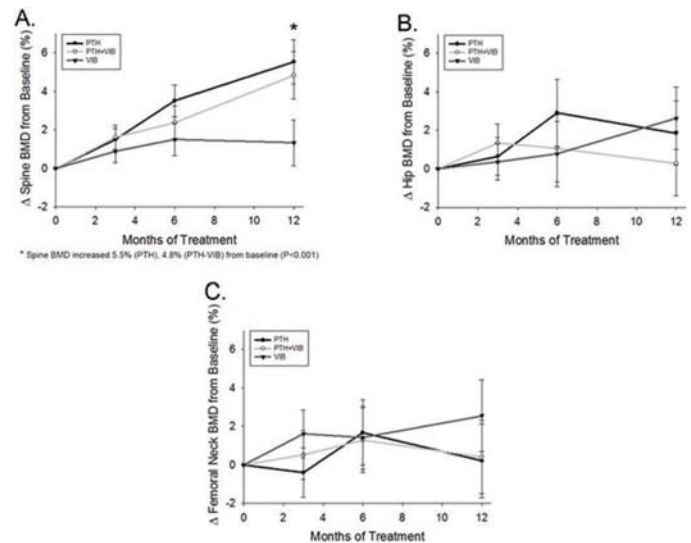 A.
*
PTH
PTH+VIB
VIB
Δ Spine BMD from Baseline (%)
6
4
2
0
-2
0 2 4 6 8 10 12
Months of Treatment
* Spine BMD increased 5.5% (PTH), 4.8% (PTH-VIB) from baseline (P<0.001)
B.
PTH
PTH+VIB
VIB
Δ Hip BMD from Baseline (%)
6
4
2
0
-2
0 2 4 6 8 10 12
Months of Treatment
C.
PTH
PTH+VIB
VIB
Δ Femoral Neck BMD from Baseline (%)
6
4
2
0
-2
0 2 4 6 8 10 12
Months of Treatment